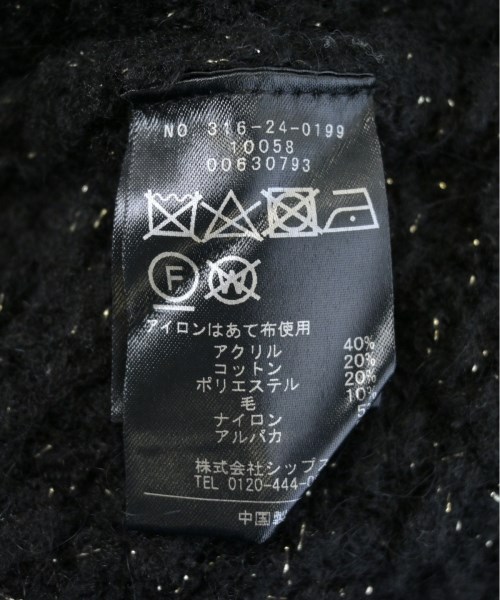 NO 316-24-0199
10058
00630793
F
W
アイロンはあて布使用
アクリル 40%
コットン 20%
ポリエステル 20%
毛 10%
ナイロン 5
アルパカ
株式会社シップス
TEL 0120-444-
中国製